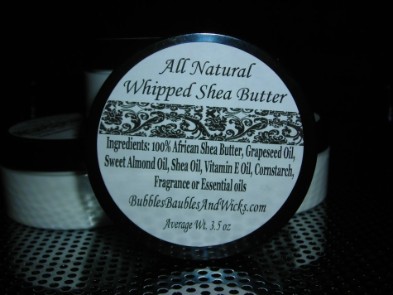 All Natural
Whipped Shea Butter
Ingredients: 100% African Shea Butter, Grapeseed Oil,
Sweet Almond Oil, Shea Oil, Vitamin E Oil, Cornstarch,
Fragrance or Essential oils
BubblesBaublesAndWicks.com
Average Wt. 3.5 oz